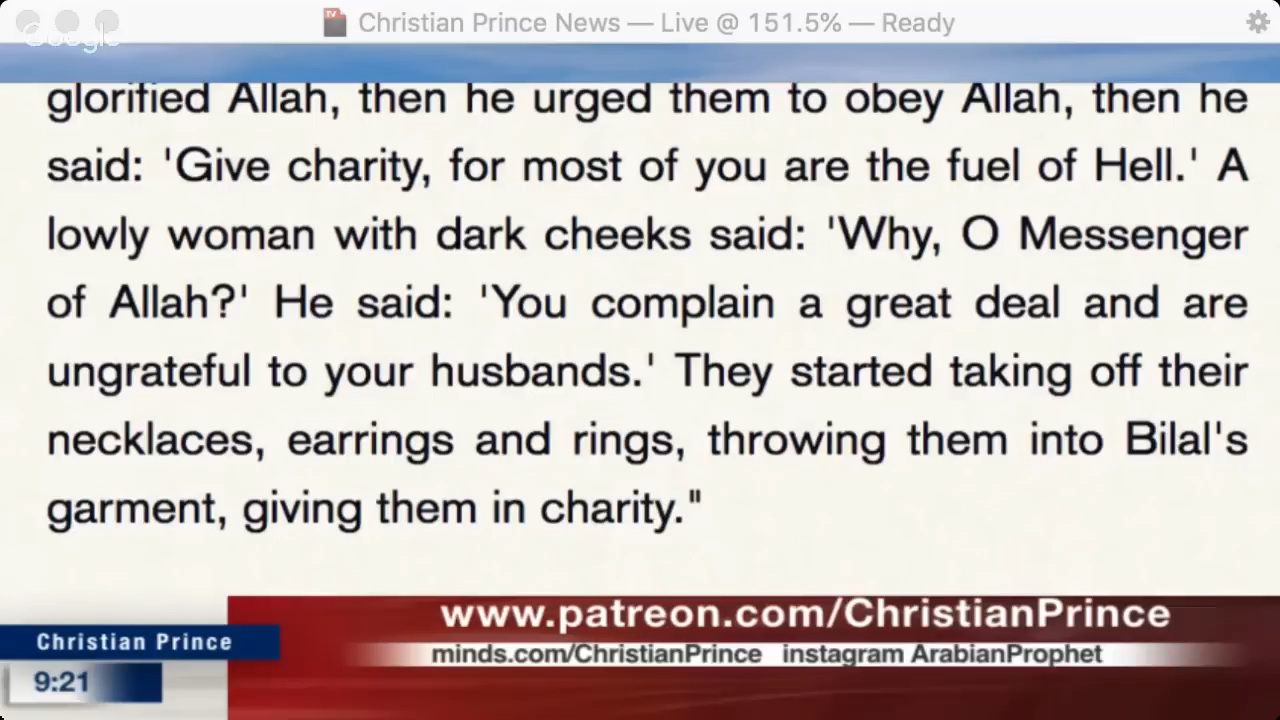 Christian Prince News — Live @ 151.5% — Ready
Google
glorified Allah, then he urged them to obey Allah, then he
said: 'Give charity, for most of you are the fuel of Hell.' A
lowly woman with dark cheeks said: 'Why, O Messenger
of Allah?' He said: 'You complain a great deal and are
ungrateful to your husbands.' They started taking off their
necklaces, earrings and rings, throwing them into Bilal's
garment, giving them in charity."
www.patreon.com/ChristianPrince
Christian Prince
minds.com/ChristianPrince instagram ArabianProphet
9:21